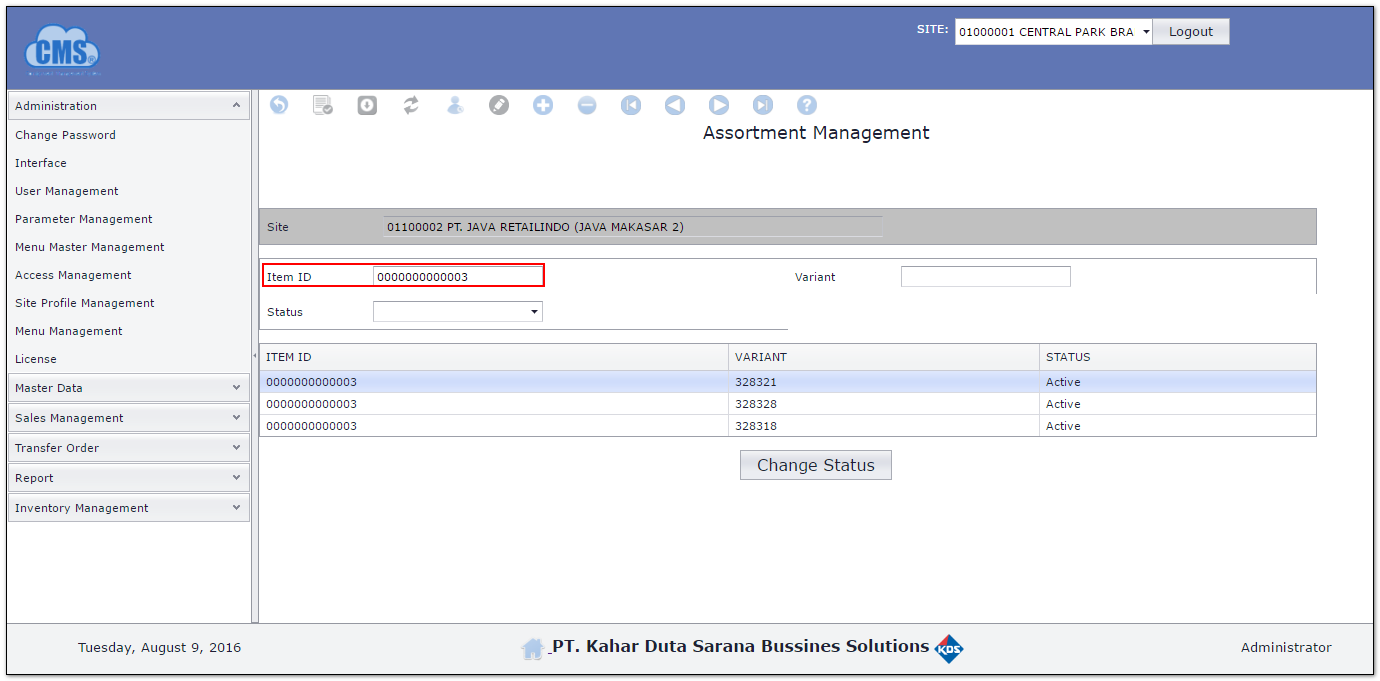 CMS
SITE: 01000001 CENTRAL PARK BRA Logout
Administration
Change Password
Interface
User Management
Parameter Management
Menu Master Management
Access Management
Site Profile Management
Menu Management
License
Master Data
Sales Management
Transfer Order
Report
Inventory Management
Assortment Management
Site 01100002 PT. JAVA RETAILINDO (JAVA MAKASAR 2)
Item ID 0000000000003 Variant
Status
ITEM ID VARIANT STATUS
0000000000003 328321 Active
0000000000003 328328 Active
0000000000003 328318 Active
Change Status
Tuesday, August 9, 2016 PT. Kahar Duta Sarana Bussines Solutions KDS Administrator